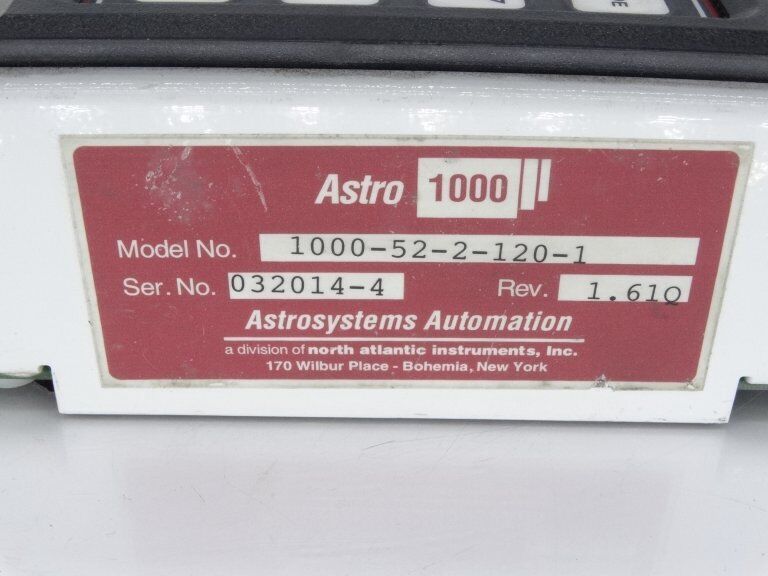 Astro 1000
Model No. 1000-52-2-120-1
Ser. No. 032014-4 Rev. 1.61Q
Astrosystems Automation
a division of north atlantic instruments, Inc.
170 Wilbur Place - Bohemia, New York